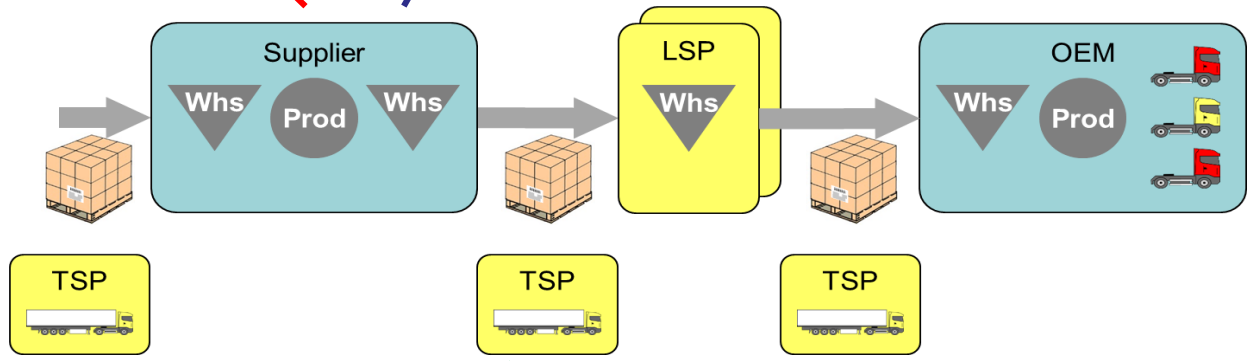 Supplier
Whs
Prod
Whs
LSP
Whs
OEM
Whs
Prod
TSP
TSP
TSP